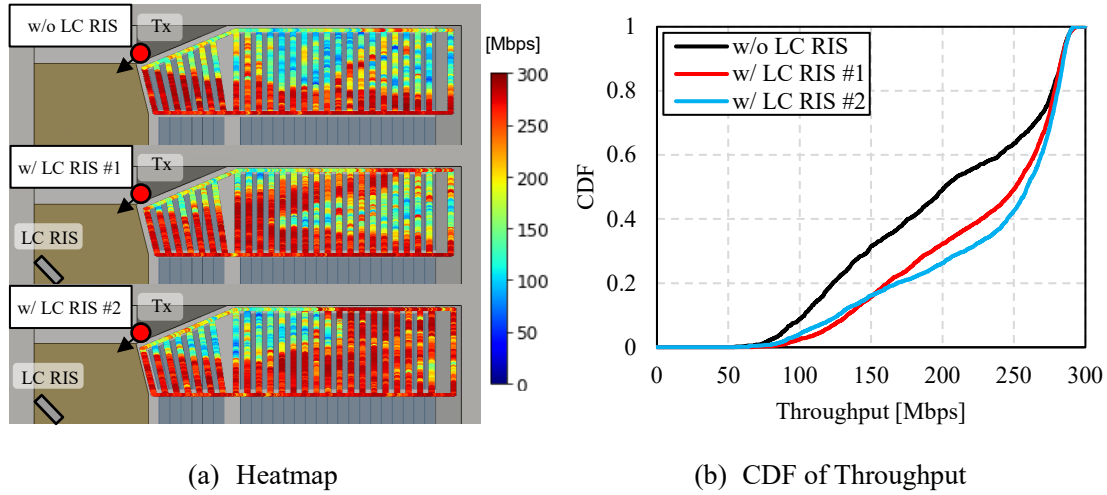 w/o LC RIS
Tx
w/ LC RIS #1
Tx
LC RIS
w/ LC RIS #2
Tx
LC RIS
[Mbps]
300
250
200
150
100
50
0
(a) Heatmap
w/o LC RIS
w/ LC RIS #1
w/ LC RIS #2
CDF
1
0.8
0.6
0.4
0.2
0
0 50 100 150 200 250 300
Throughput [Mbps]
(b) CDF of Throughput